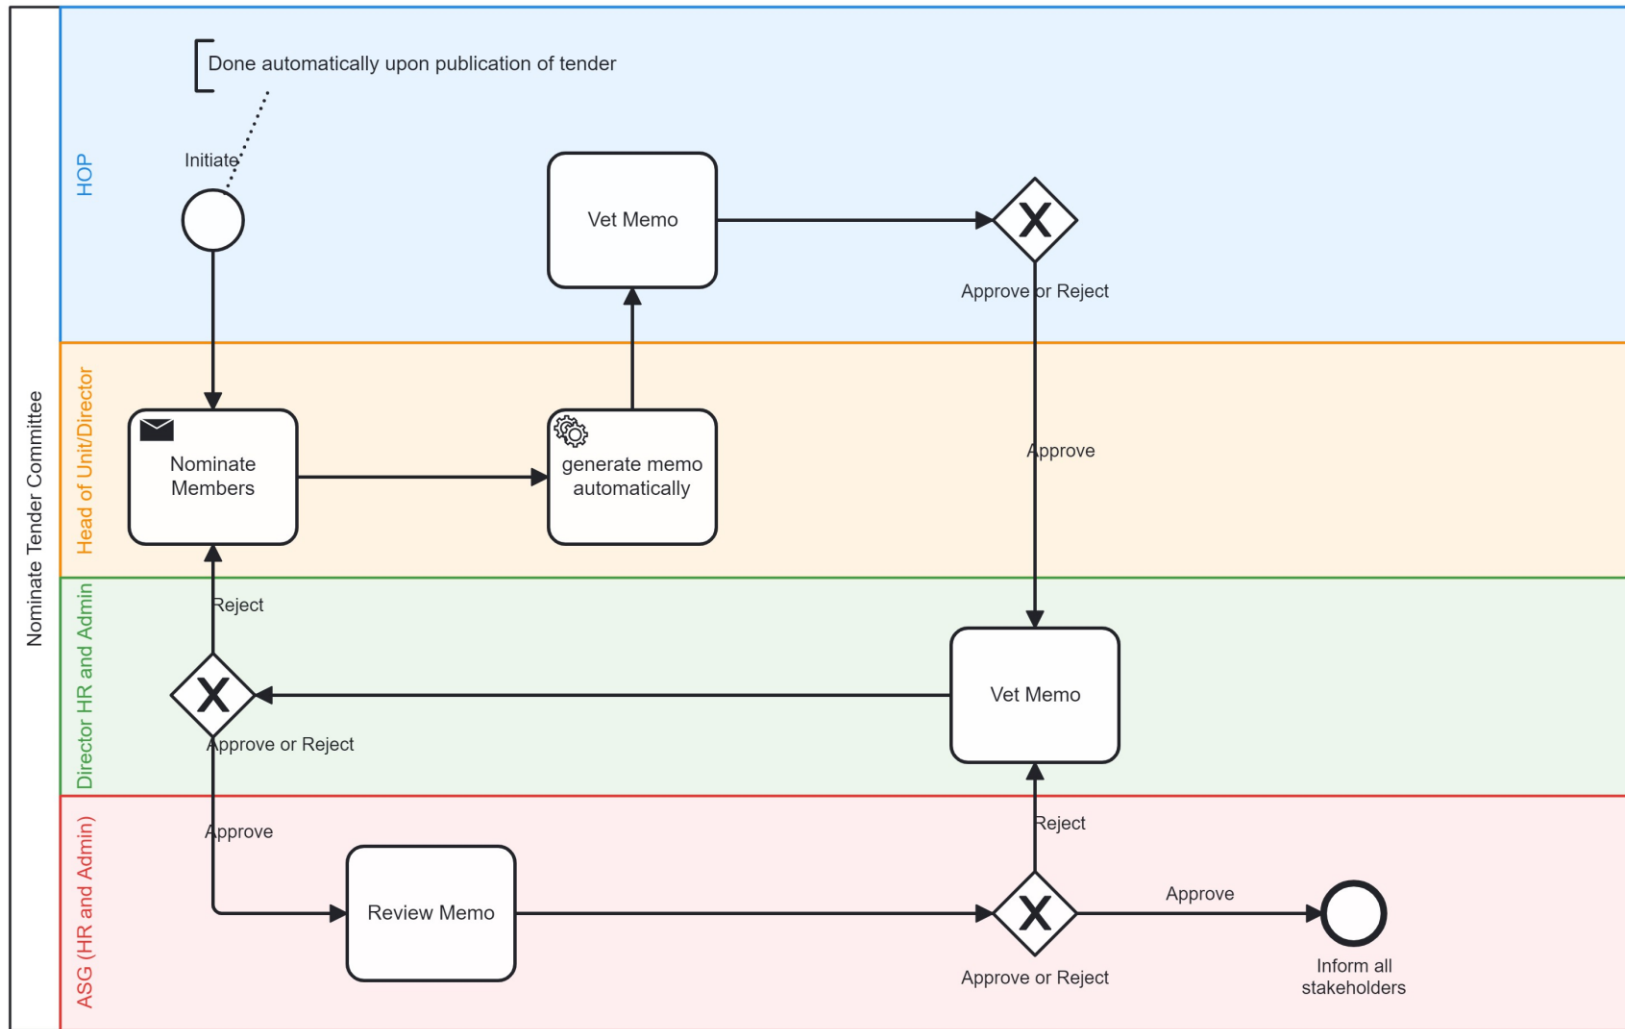 Nominate Tender Committee
HOP
Done automatically upon publication of tender
Initiate
Vet Memo
Approve or Reject
Head of Unit/Director
Nominate
Members
generate memo
automatically
Approve
Director HR and Admin
Reject
Approve or Reject
Vet Memo
ASG (HR and Admin)
Approve
Review Memo
Reject
Approve or Reject
Approve
Inform all
stakeholders